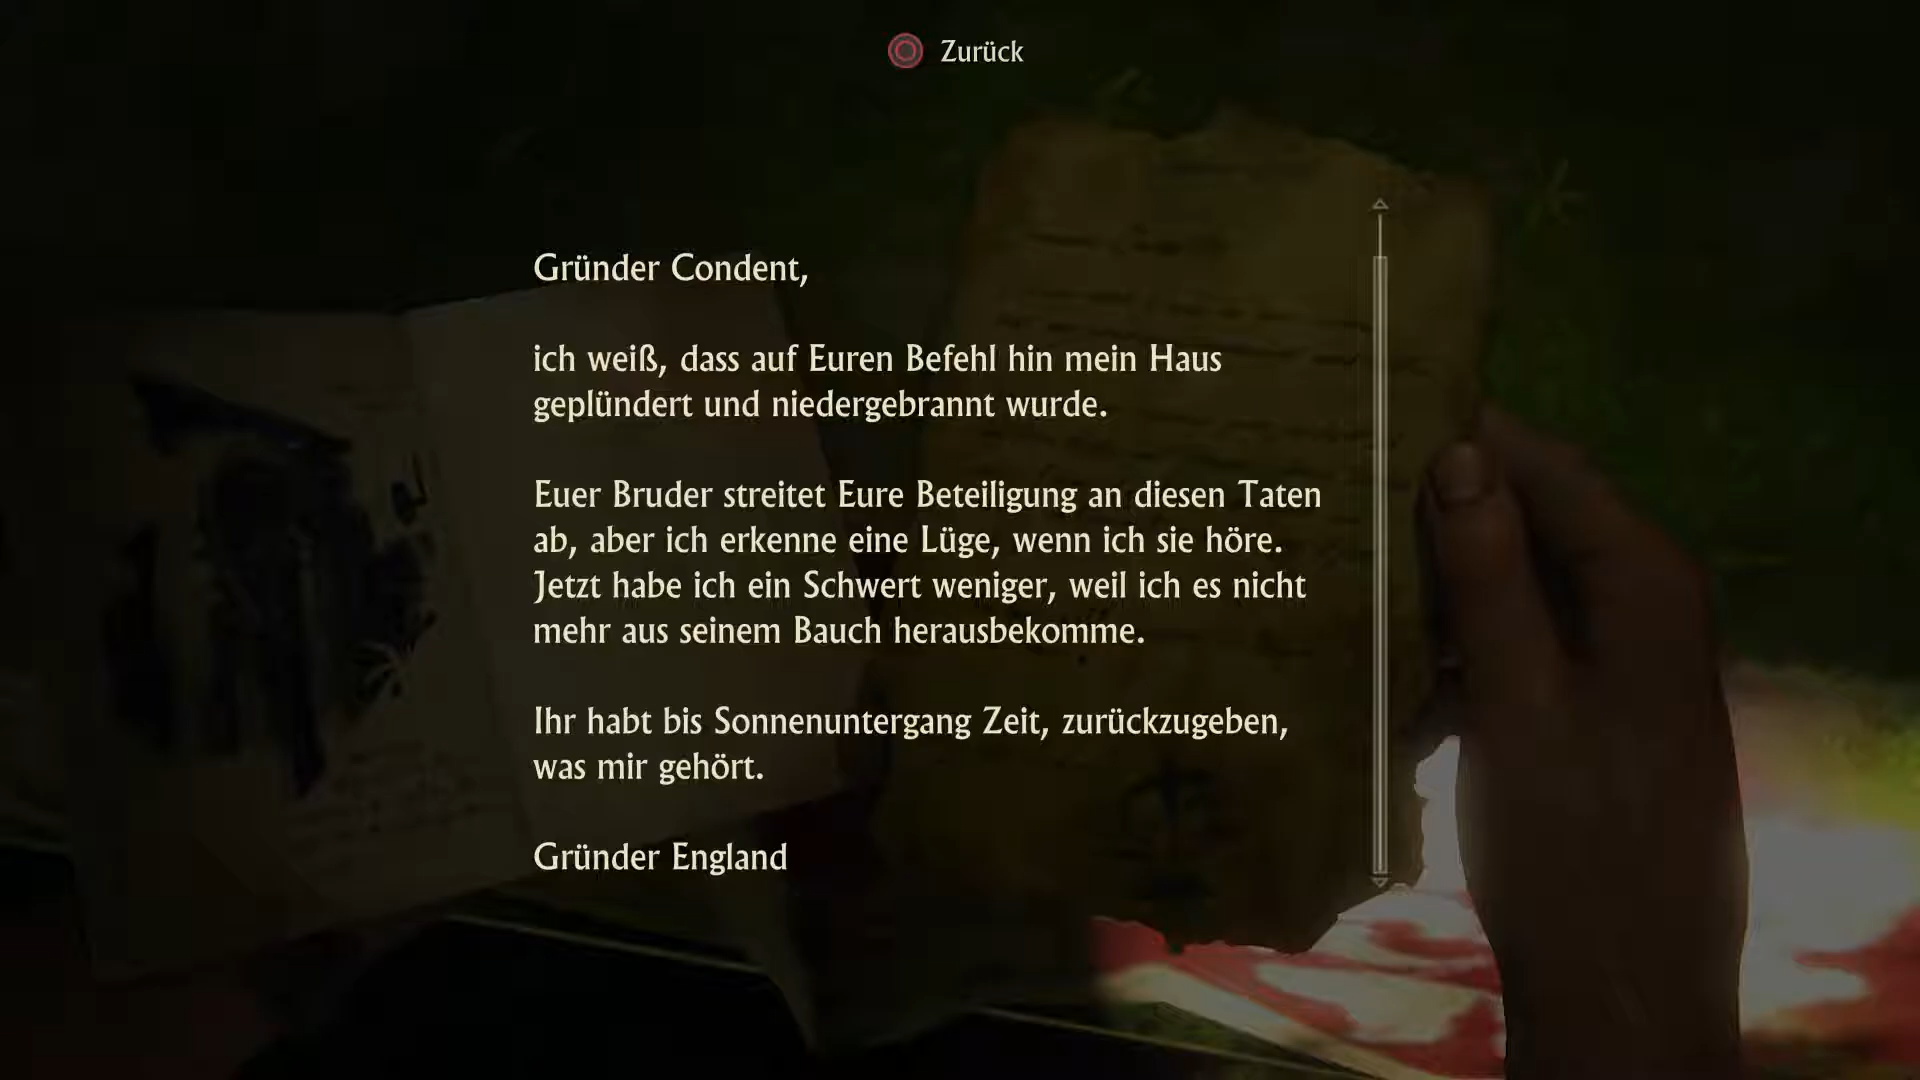 Zurück
Gründer Condent,
ich weiß, dass auf Euren Befehl hin mein Haus
geplündert und niedergebrannt wurde.
Euer Bruder streitet Eure Beteiligung an diesen Taten
ab, aber ich erkenne eine Lüge, wenn ich sie höre.
Jetzt habe ich ein Schwert weniger, weil ich es nicht
mehr aus seinem Bauch herausbekomme.
Ihr habt bis Sonnenuntergang Zeit, zurückzugeben,
was mir gehört.
Gründer England